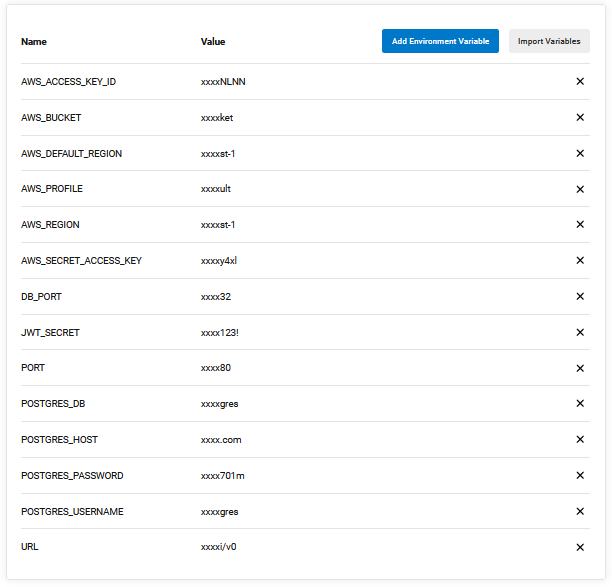 Name Value Add Environment Variable Import Variables
AWS_ACCESS_KEY_ID xxxxNLNN
AWS_BUCKET xxxxket
AWS_DEFAULT_REGION xxxxst-1
AWS_PROFILE xxxxult
AWS_REGION xxxxst-1
AWS_SECRET_ACCESS_KEY xxxxy4xl
DB_PORT xxxx32
JWT_SECRET xxxx123!
PORT xxxx80
POSTGRES_DB xxxxgres
POSTGRES_HOST xxxx.com
POSTGRES_PASSWORD xxxx701m
POSTGRES_USERNAME xxxxgres
URL xxxxi/v0